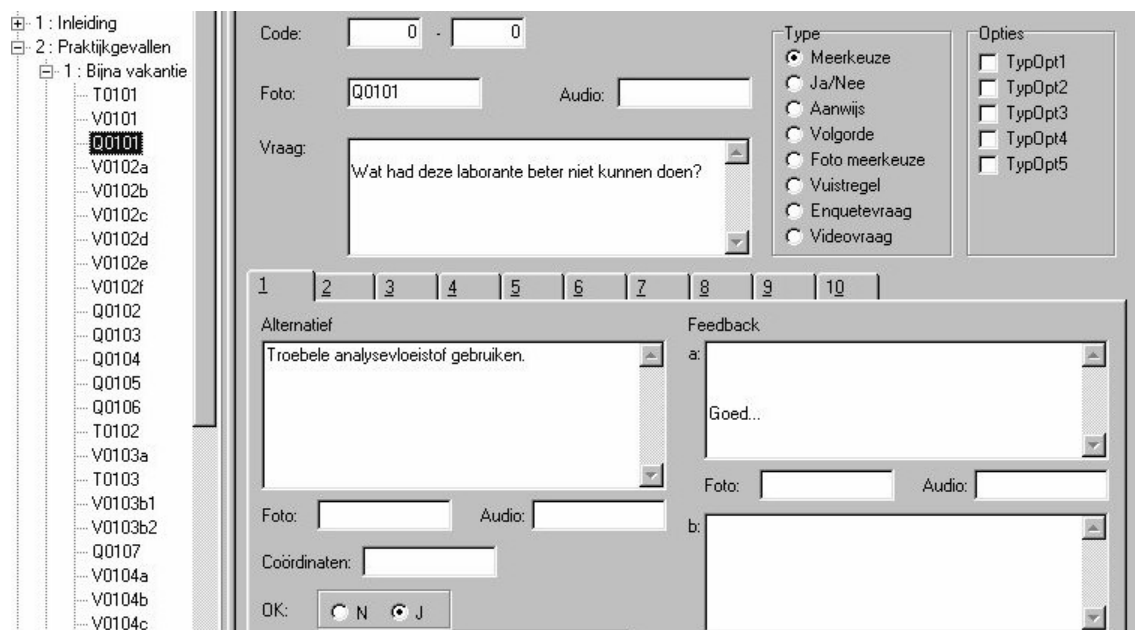 1 : Inleiding
2 : Praktijkgevallen
1 : Bijna vakantie
T0101
V0101
Q0101
V0102a
V0102b
V0102c
V0102d
V0102e
V0102f
Q0102
Q0103
Q0104
Q0105
Q0106
T0102
V0103a
T0103
V0103b1
V0103b2
Q0107
V0104a
V0104b
V0104c
Code: 0 - 0
Foto: Q0101 Audio:
Vraag:
Wat had deze laborante beter niet kunnen doen?
Type
Meerkeuze
Ja/Nee
Aanwijs
Volgorde
Foto meerkeuze
Vuistregel
Enquetevraag
Videovraag
Opties
TypOpt1
TypOpt2
TypOpt3
TypOpt4
TypOpt5
1 2 3 4 5 6 7 8 9 10
Alternatief
Troebele analysevloeistof gebruiken.
Foto: Audio:
Coördinaten:
OK: N J
Feedback
a:
Goed...
Foto: Audio:
b: